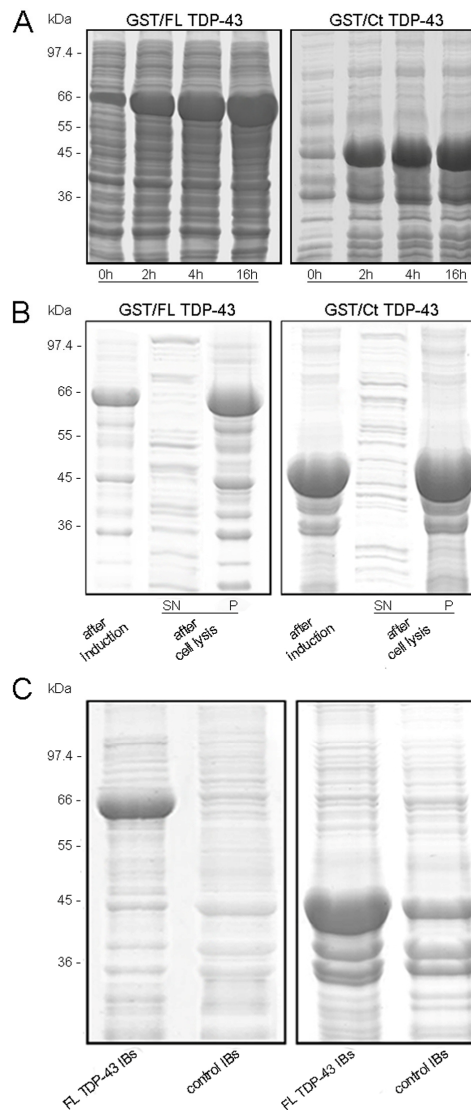 A
kDa
GST/FL TDP-43
GST/Ct TDP-43
97.4 -
66 -
55 -
45 -
36 -
0h 2h 4h 16h
0h 2h 4h 16h
B
kDa
GST/FL TDP-43
GST/Ct TDP-43
97.4 -
66 -
55 -
45 -
36 -
SN P
SN P
after induction
after cell lysis
after induction
after cell lysis
C
kDa
97.4 -
66 -
55 -
45 -
36 -
FL TDP-43 IBs
control IBs
FL TDP-43 IBs
control IBs